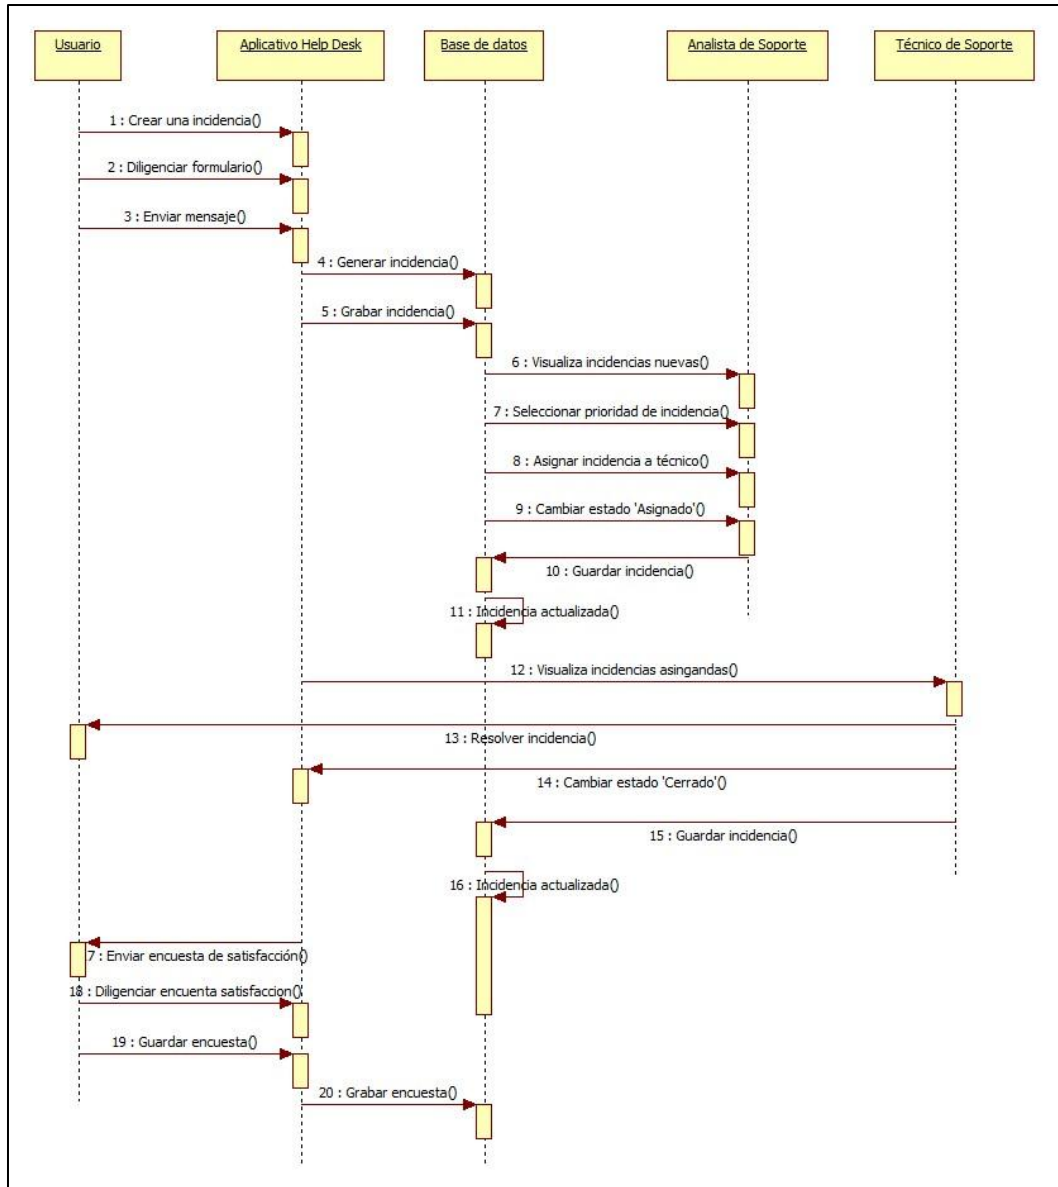 Usuario
Aplicativo Help Desk
Base de datos
Analista de Soporte
Técnico de Soporte
1 : Crear una incidencia()
2 : Diligenciar formulario()
3 : Enviar mensaje()
4 : Generar incidencia()
5 : Grabar incidencia()
6 : Visualiza incidencias nuevas()
7 : Seleccionar prioridad de incidencia()
8 : Asignar incidencia a técnico()
9 : Cambiar estado 'Asignado'()
10 : Guardar incidencia()
11 : Incidencia actualizada()
12 : Visualiza incidencias asingandas()
13 : Resolver incidencia()
14 : Cambiar estado 'Cerrado'()
15 : Guardar incidencia()
16 : Incidencia actualizada()
7 : Enviar encuesta de satisfacción()
18 : Diligenciar encuenta satisfaccion()
19 : Guardar encuesta()
20 : Grabar encuesta()